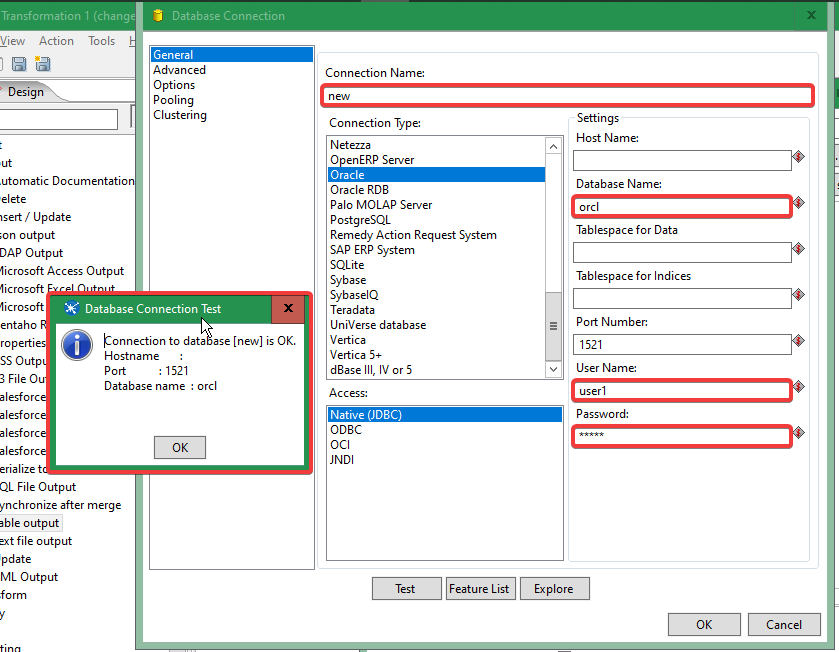 Transformation 1 (change
View Action Tools H
Design
Database Connection
General
Advanced
Options
Pooling
Clustering
Connection Name:
new
Connection Type:
Netezza
OpenERP Server
Oracle
Oracle RDB
Palo MOLAP Server
PostgreSQL
Remedy Action Request System
SAP ERP System
SQLite
Sybase
SybaseIQ
Teradata
UniVerse database
Vertica
Vertica 5+
dBase III, IV or 5
Access:
Native (JDBC)
ODBC
OCI
JNDI
Settings
Host Name:
Database Name:
orcl
Tablespace for Data
Tablespace for Indices
Port Number:
1521
User Name:
user1
Password:
*****
Test
Feature List
Explore
OK
Cancel
t
out
utomatic Documentation
elete
nsert / Update
son output
DAP Output
Microsoft Access Output
Microsoft Excel Output
Microsoft
entaho R
roperties
SS Outpu
3 File Out
alesforce
alesforce
alesforce
alesforce
erialize to
QL File Output
ynchronize after merge
able output
ext file output
pdate
ML Output
sform
y
ting
Database Connection Test
Connection to database [new] is OK.
Hostname :
Port : 1521
Database name : orcl
OK